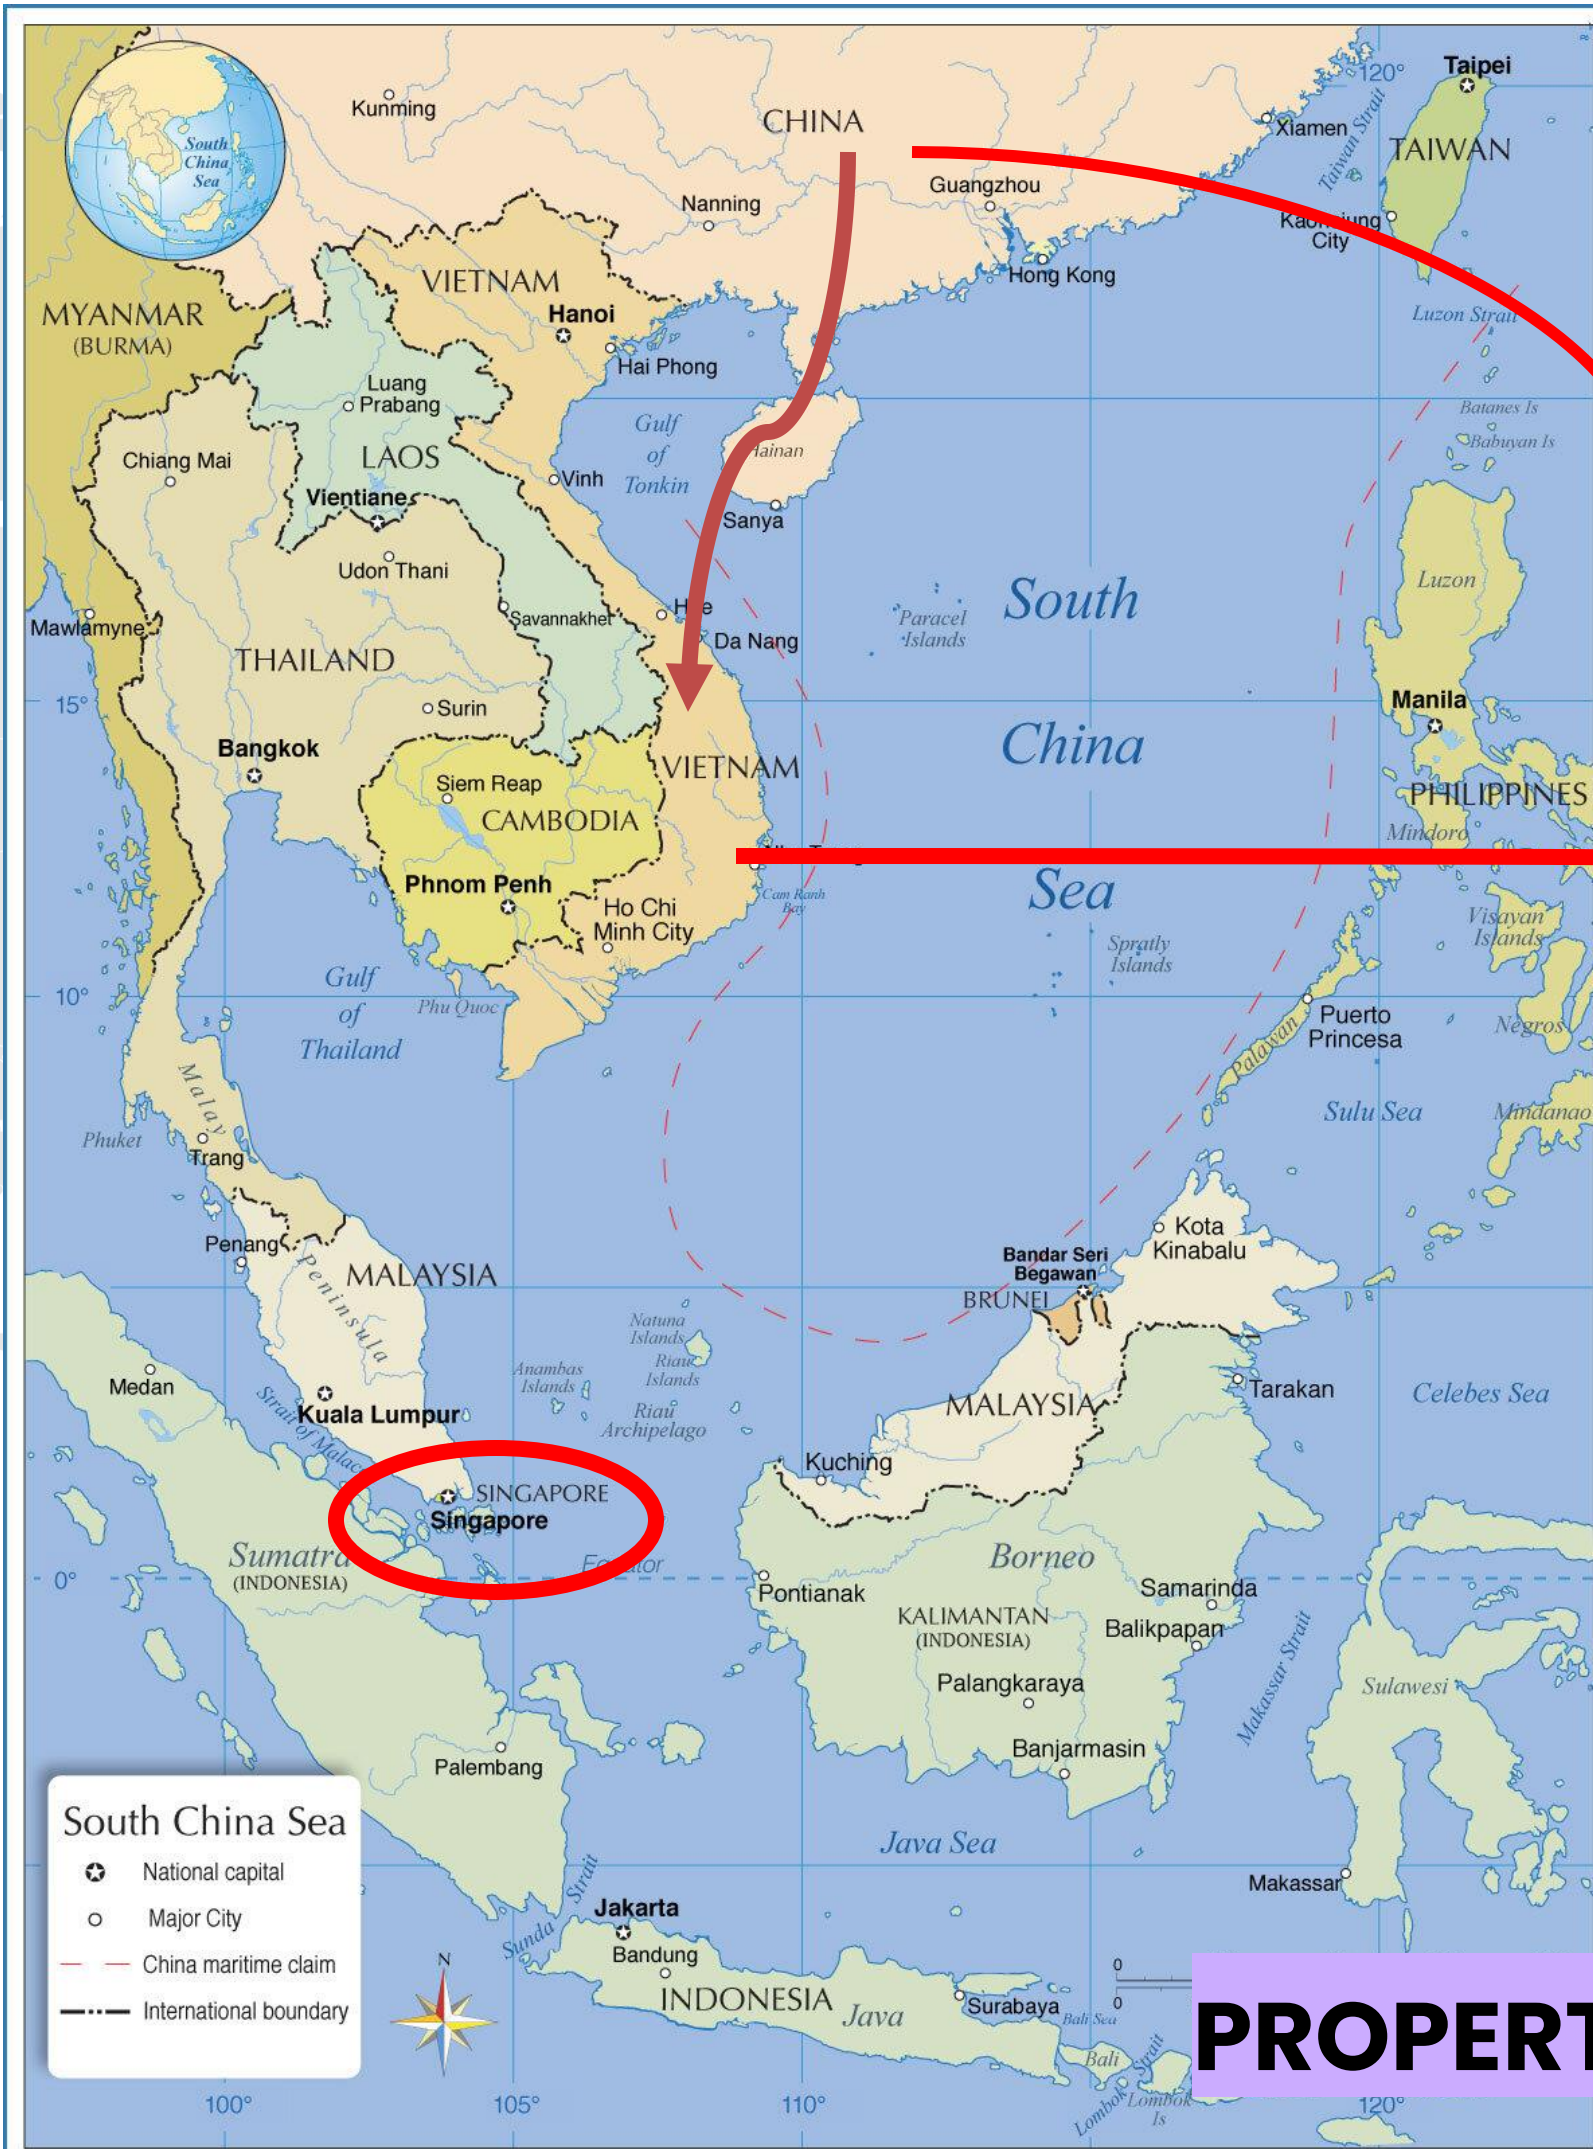 120°
Taipei
Kunming
CHINA
Xiamen
Taiwan Strait
TAIWAN
South
China
Sea
Guangzhou
Nanning
City
Hong Kong
VIETNAM
Hanoi
MYANMAR
(BURMA)
Luzon Strait
Hai Phong
Luang
Prabang
Batanes Is
Babuyan Is
Gulf
of
Tonkin
Chiang Mai
LAOS
Vinh
Vientiane
Sanya
Udon Thani
Luzon
South
Paracel
Islands
Savannakhet
Mawlamyne
Da Nang
THAILAND
15°
Surin
Manila
Bangkok
China
VIETNAM
Siem Reap
CAMBODIA
PHILIPPINES
Mindoro
Phnom Penh
Sea
Cam Ranh
Bay
Ho Chi
Minh City
Visayan
Islands
Spratly
Islands
Gulf
of
Thailand
10°
Phu Quoc
Puerto
Princesa
Negros
Palawan
Malay
Peninsula
Sulu Sea
Mindanao
Phuket
Trang
Kota
Kinabalu
Penang
MALAYSIA
Bandar Seri
Begawan
BRUNEI
Natuna
Islands
Riau
Islands
Anambas
Islands
Medan
Tarakan
Celebes Sea
MALAYSIA
Kuala Lumpur
Riau
Archipelago
Strait of
Kuching
SINGAPORE
Singapore
Sumatra
(INDONESIA)
Borneo
0°
Pontianak
Samarinda
KALIMANTAN
(INDONESIA)
Balikpapan
Makassar Strait
Palangkaraya
Sulawesi
Banjarmasin
Palembang
South China Sea
National capital
Major City
China maritime claim
International boundary
Java Sea
Makassar
Sunda Strait
Jakarta
Bandung
N
INDONESIA
Java
Surabaya
0
0
Bali Sea
Bali
Lombok Strait
Lombok
Is
PROPERT
100°
105°
110°
120°